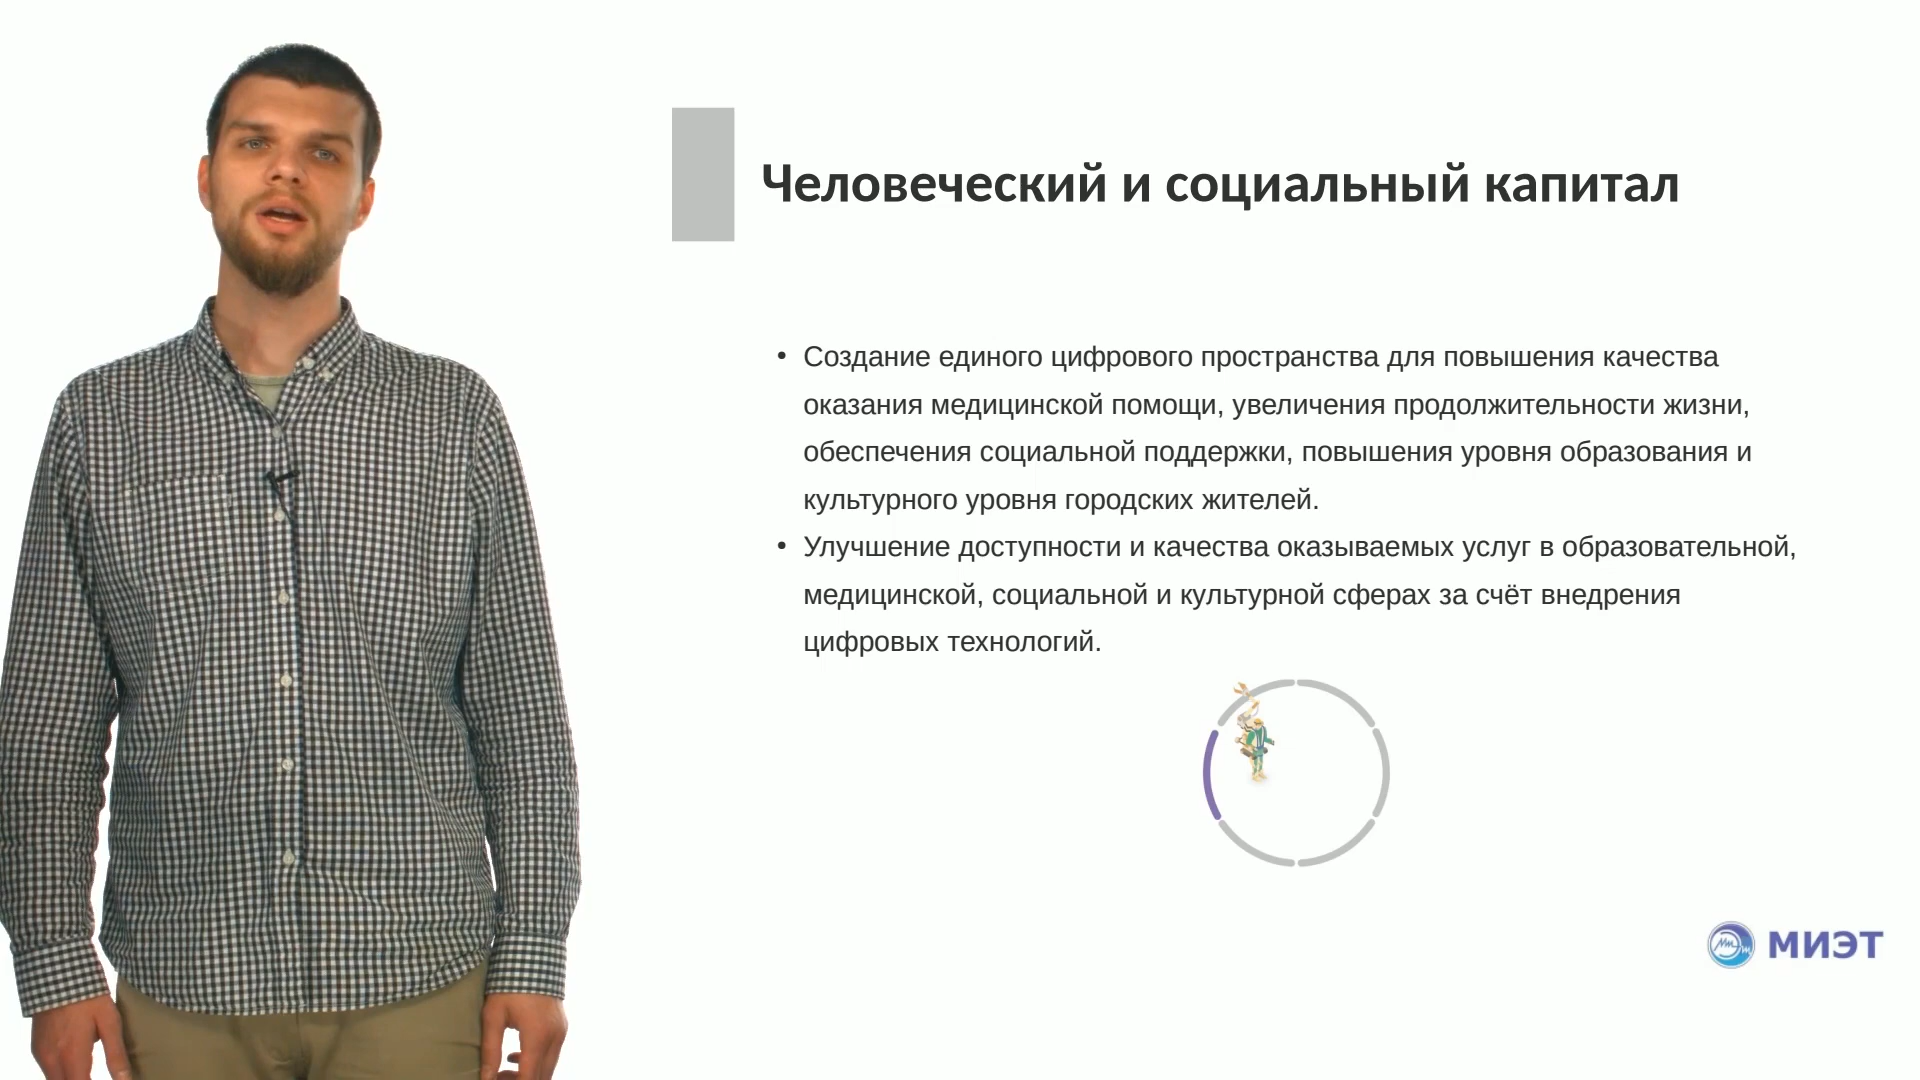 Человеческий и социальный капитал
• Создание единого цифрового пространства для повышения качества
оказания медицинской помощи, увеличения продолжительности жизни,
обеспечения социальной поддержки, повышения уровня образования и
культурного уровня городских жителей.
• Улучшение доступности и качества оказываемых услуг в образовательной,
медицинской, социальной и культурной сферах за счёт внедрения
цифровых технологий.
МИЭТ